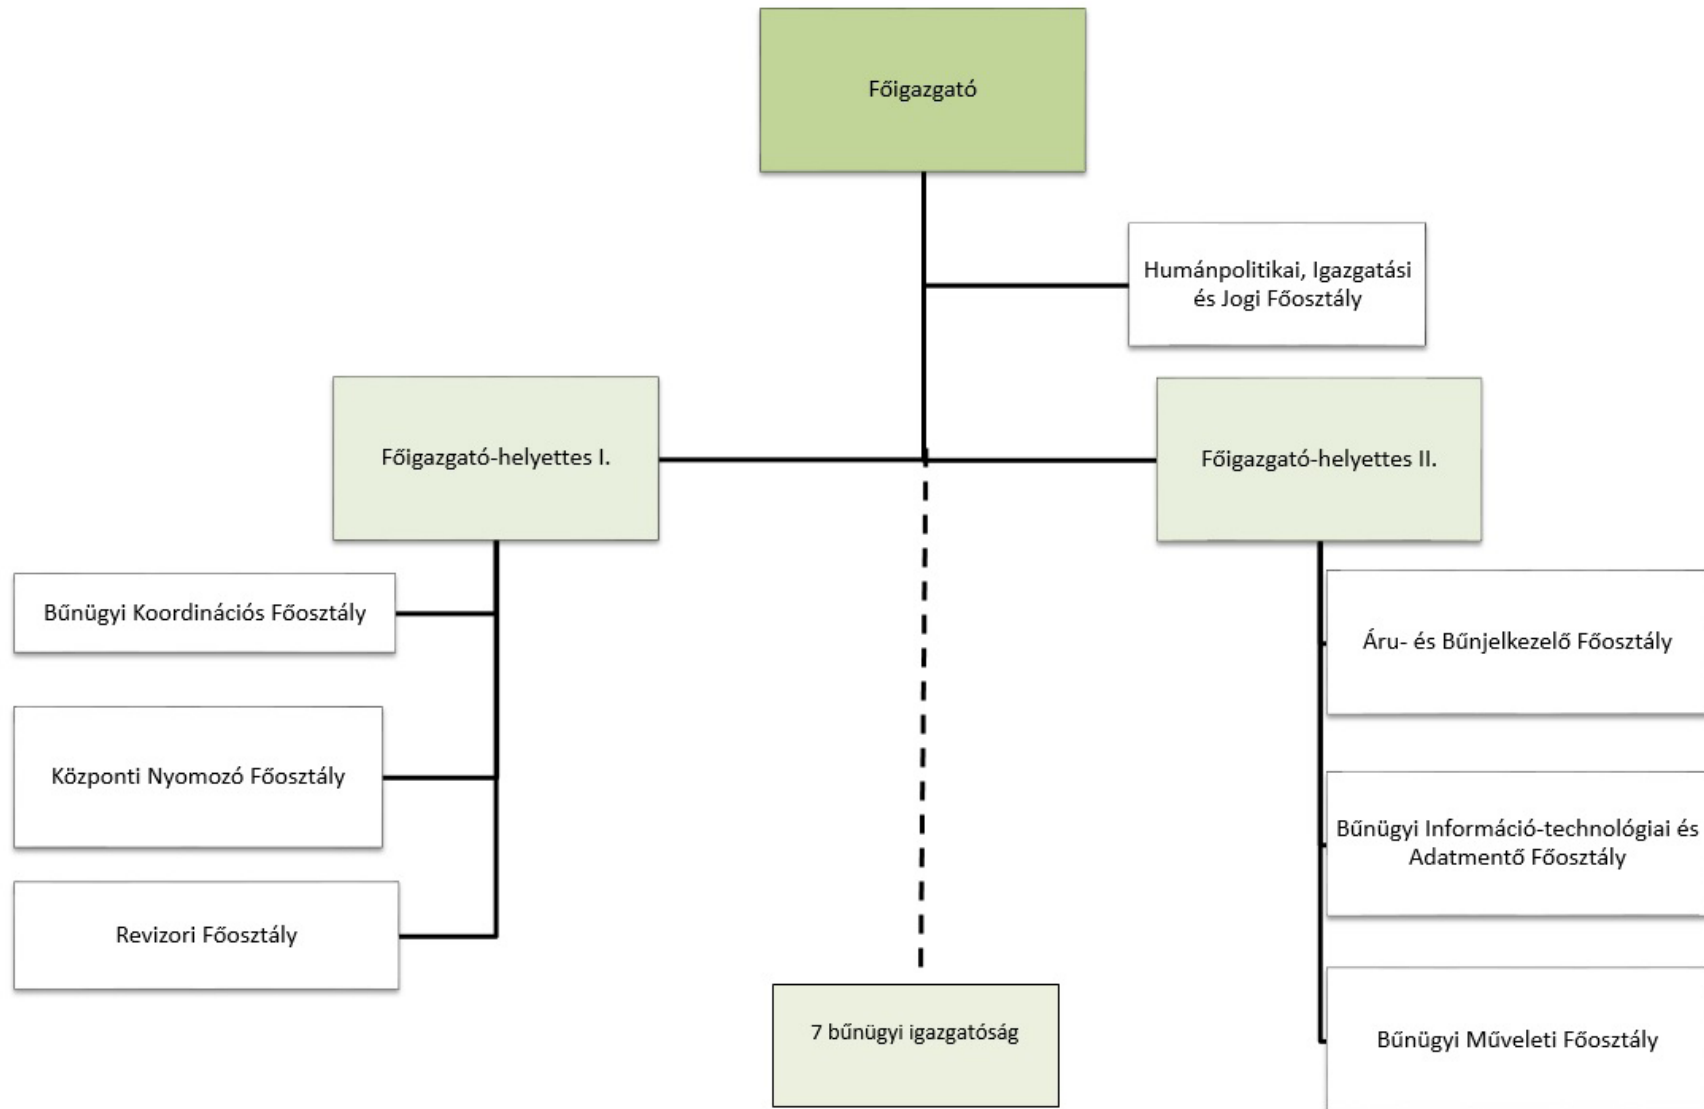 Főigazgató
Humánpolitikai, Igazgatási
és Jogi Főosztály
Főigazgató-helyettes I.
Főigazgató-helyettes II.
Bűnügyi Koordinációs Főosztály
Központi Nyomozó Főosztály
Revizori Főosztály
7 bűnügyi igazgatóság
Áru- és Bűnjelkezelő Főosztály
Bűnügyi Információ-technológiai és
Adatmentő Főosztály
Bűnügyi Műveleti Főosztály